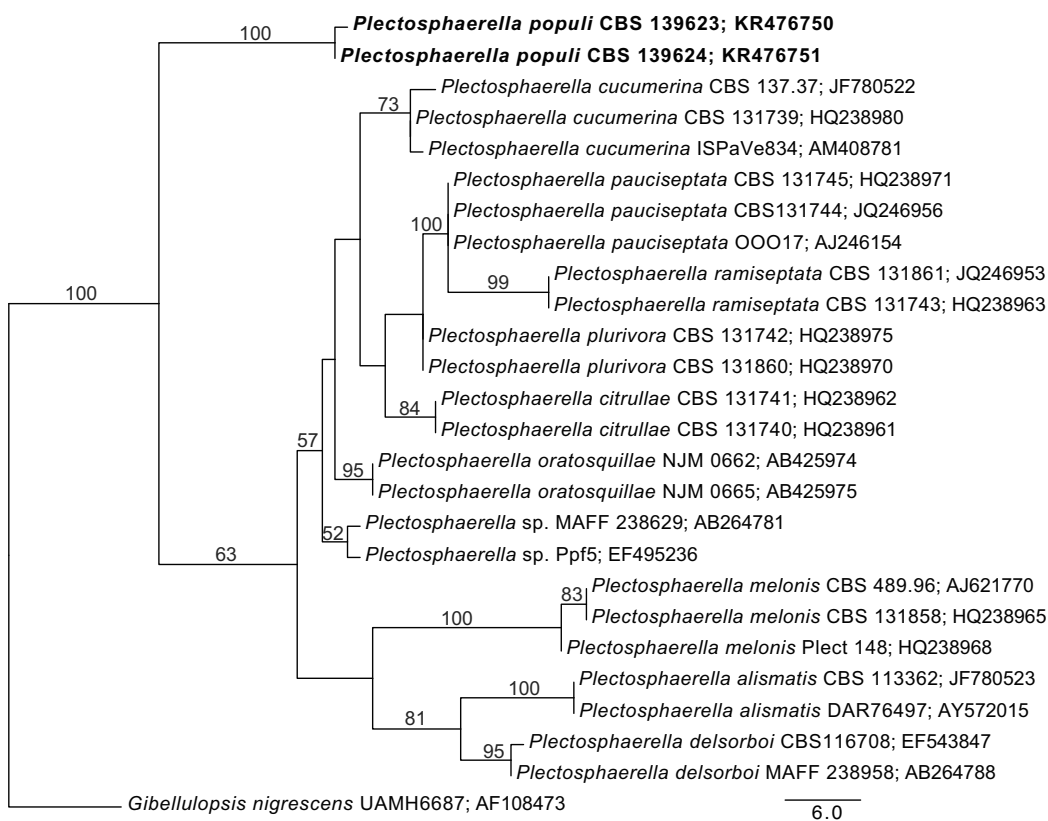 Plectosphaerella populi CBS 139623; KR476750
100
Plectosphaerella populi CBS 139624; KR476751
Plectosphaerella cucumerina CBS 137.37; JF780522
73
Plectosphaerella cucumerina CBS 131739; HQ238980
Plectosphaerella cucumerina ISPaVe834; AM408781
Plectosphaerella pauciseptata CBS 131745; HQ238971
Plectosphaerella pauciseptata CBS131744; JQ246956
100
Plectosphaerella pauciseptata OOO17; AJ246154
Plectosphaerella ramiseptata CBS 131861; JQ246953
99
100
Plectosphaerella ramiseptata CBS 131743; HQ238963
Plectosphaerella plurivora CBS 131742; HQ238975
Plectosphaerella plurivora CBS 131860; HQ238970
Plectosphaerella citrullae CBS 131741; HQ238962
84
Plectosphaerella citrullae CBS 131740; HQ238961
57
Plectosphaerella oratosquillae NJM 0662; AB425974
95
Plectosphaerella oratosquillae NJM 0665; AB425975
Plectosphaerella sp. MAFF 238629; AB264781
52
Plectosphaerella sp. Ppf5; EF495236
63
Plectosphaerella melonis CBS 489.96; AJ621770
83
Plectosphaerella melonis CBS 131858; HQ238965
100
Plectosphaerella melonis Plect 148; HQ238968
Plectosphaerella alismatis CBS 113362; JF780523
100
Plectosphaerella alismatis DAR76497; AY572015
81
Plectosphaerella delsorboi CBS116708; EF543847
95
Plectosphaerella delsorboi MAFF 238958; AB264788
Gibellulopsis nigrescens UAMH6687; AF108473
6.0